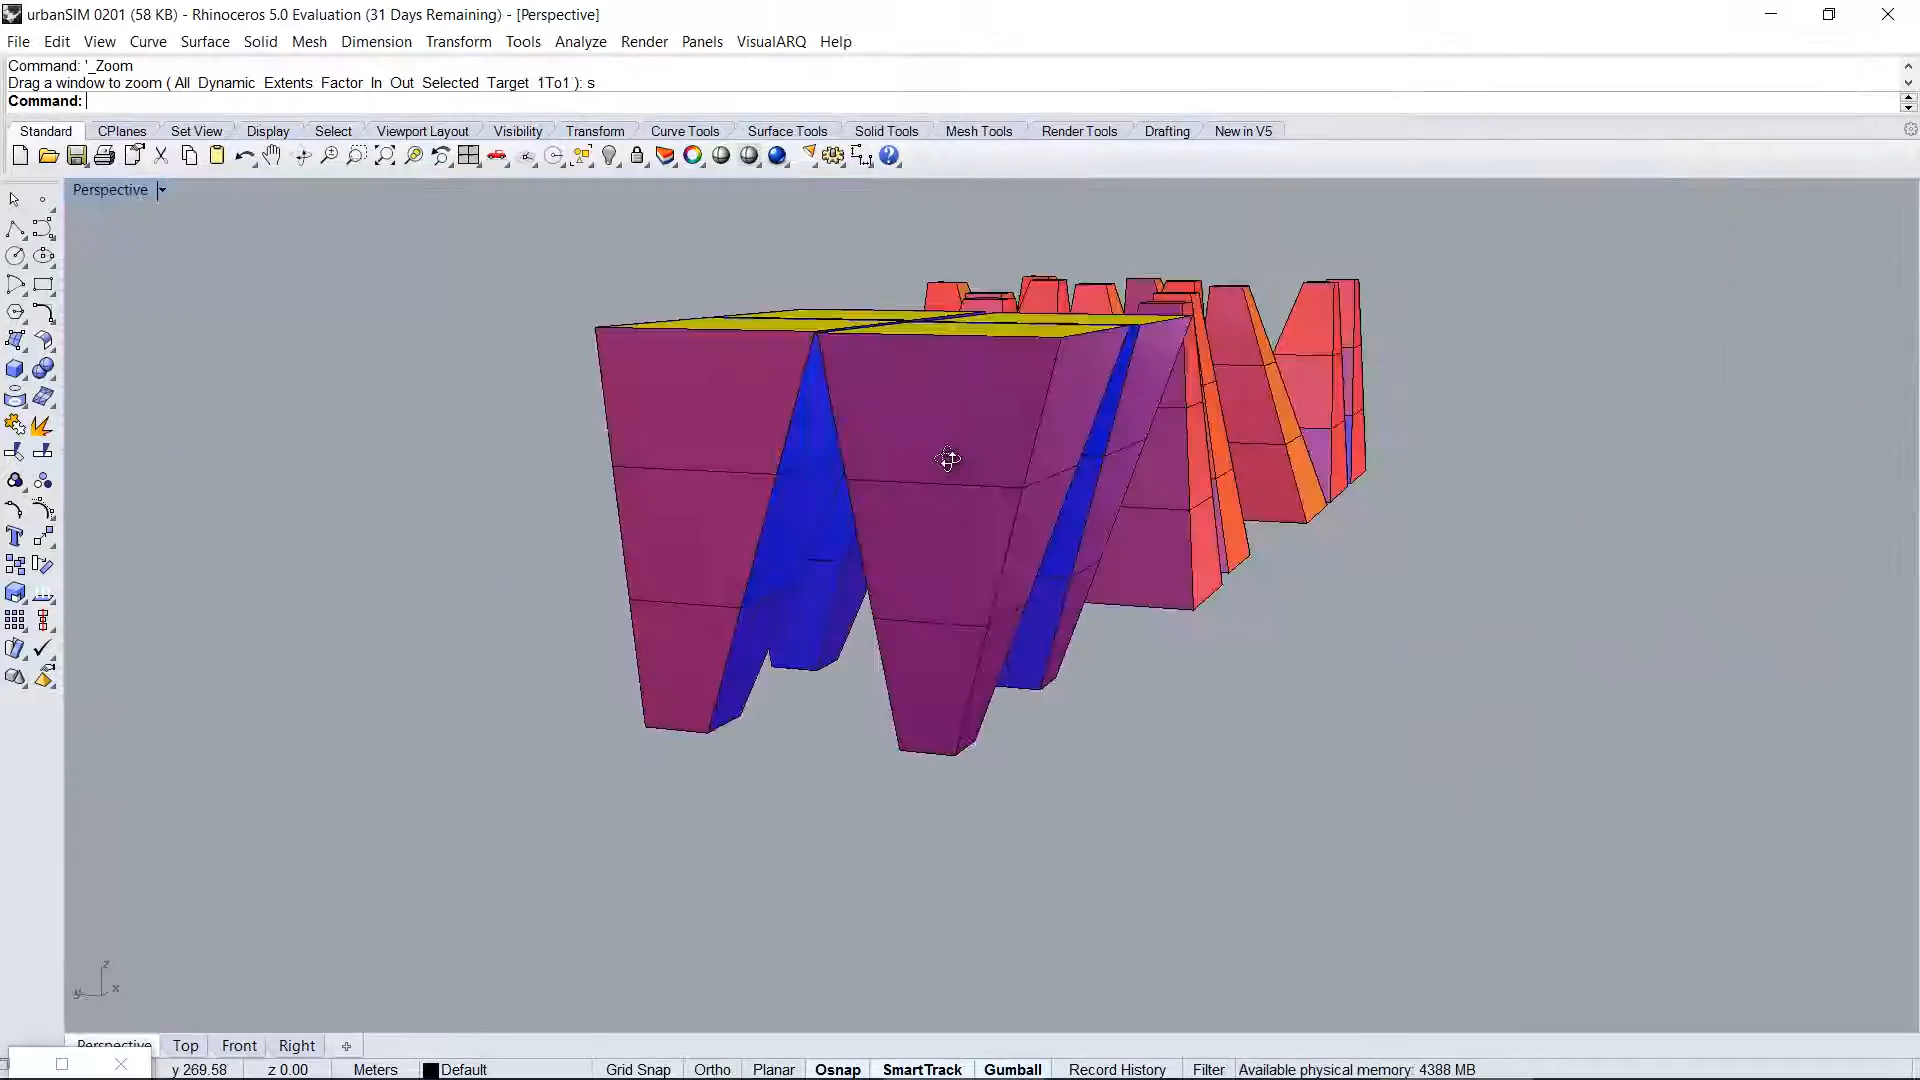 urbanSIM 0201 (58 KB) - Rhinoceros 5.0 Evaluation (31 Days Remaining) - [Perspective]
File Edit View Curve Surface Solid Mesh Dimension Transform Tools Analyze Render Panels VisualARQ Help
Command: '_Zoom
Drag a window to zoom ( All Dynamic Extents Factor In Out Selected Target 1To1 ): s
Command:
Standard CPlanes Set View Display Select Viewport Layout Visibility Transform Curve Tools Surface Tools Solid Tools Mesh Tools Render Tools Drafting New in V5
Perspective
z
y x
Perspective Top Front Right
y 269.58 z 0.00 Meters Default Grid Snap Ortho Planar Osnap SmartTrack Gumball Record History Filter Available physical memory: 4388 MB